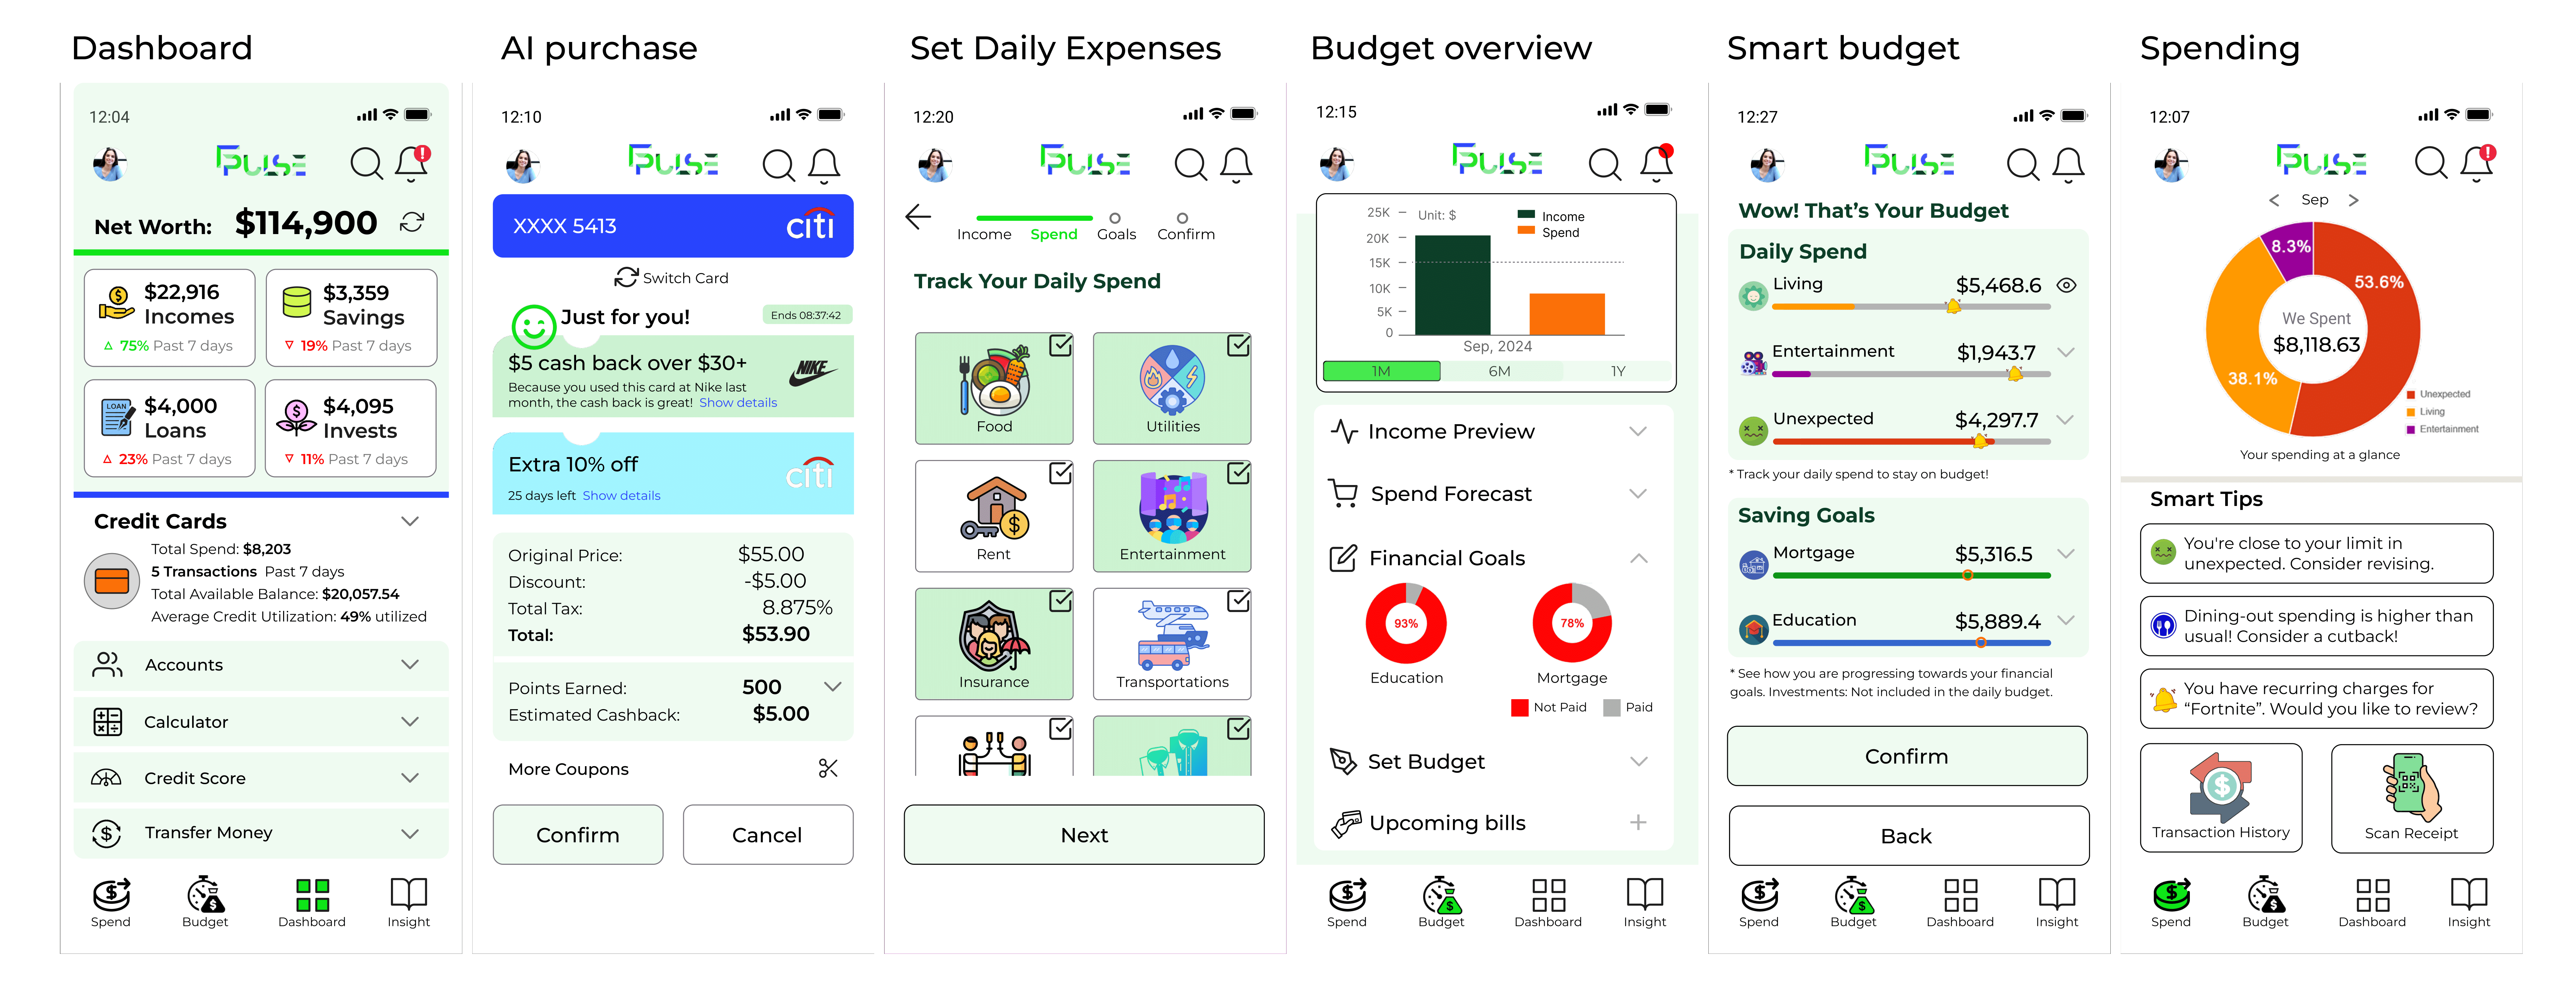 Dashboard
12:04
PULSE
!
Net Worth: $114,900
$22,916
Incomes
75% Past 7 days
$3,359
Savings
19% Past 7 days
LOAN
$4,000
Loans
23% Past 7 days
$4,095
Invests
11% Past 7 days
Credit Cards
Total Spend: $8,203
5 Transactions Past 7 days
Total Available Balance: $20,057.54
Average Credit Utilization: 49% utilized
Accounts
Calculator
Credit Score
Transfer Money
Spend
Budget
Dashboard
Insight
AI purchase
12:10
PULSE
XXXX 5413
citi
Switch Card
Just for you!
Ends 08:37:42
$5 cash back over $30+
Because you used this card at Nike last
month, the cash back is great! Show details
NIKE
Extra 10% off
25 days left Show details
citi
Original Price: $55.00
Discount: -$5.00
Total Tax: 8.875%
Total: $53.90
Points Earned: 500
Estimated Cashback: $5.00
More Coupons
Confirm
Cancel
Set Daily Expenses
12:20
PULSE
Income Spend Goals Confirm
Track Your Daily Spend
Food
Utilities
Rent
Entertainment
Insurance
Transportations
Next
Budget overview
12:15
PULSE
25K
Unit: $
Income
Spend
20K
15K
10K
5K
0
Sep, 2024
1M
6M
1Y
Income Preview
Spend Forecast
Financial Goals
93%
78%
Education
Mortgage
Not Paid
Paid
Set Budget
Upcoming bills
Spend
Budget
Dashboard
Insight
Smart budget
12:27
PULSE
Wow! That's Your Budget
Daily Spend
Living $5,468.6
Entertainment $1,943.7
Unexpected $4,297.7
* Track your daily spend to stay on budget!
Saving Goals
Mortgage $5,316.5
Education $5,889.4
* See how you are progressing towards your financial
goals. Investments: Not included in the daily budget.
Confirm
Back
Spend
Budget
Dashboard
Insight
Spending
12:07
PULSE
!
< Sep >
8.3%
53.6%
38.1%
We Spent
$8,118.63
Unexpected
Living
Entertainment
Your spending at a glance
Smart Tips
You're close to your limit in
unexpected. Consider revising.
Dining-out spending is higher than
usual! Consider a cutback!
You have recurring charges for
“Fortnite”. Would you like to review?
Transaction History
Scan Receipt
Spend
Budget
Dashboard
Insight